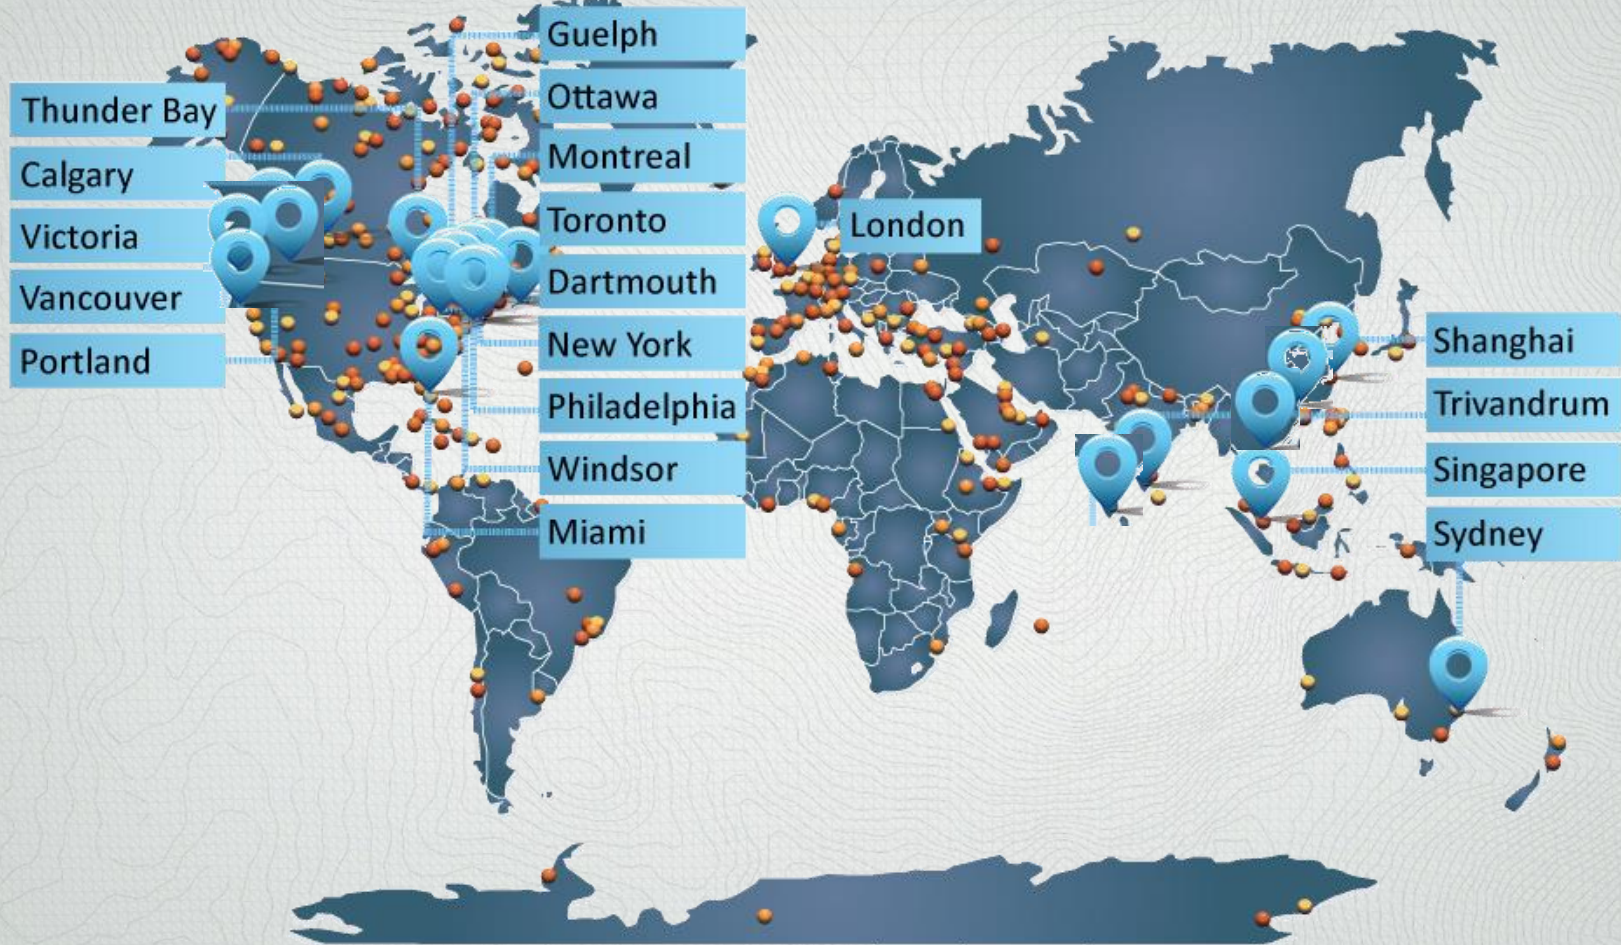 Thunder Bay
Calgary
Victoria
Vancouver
Portland
Guelph
Ottawa
Montreal
Toronto
Dartmouth
New York
Philadelphia
Windsor
Miami
London
Shanghai
Trivandrum
Singapore
Sydney